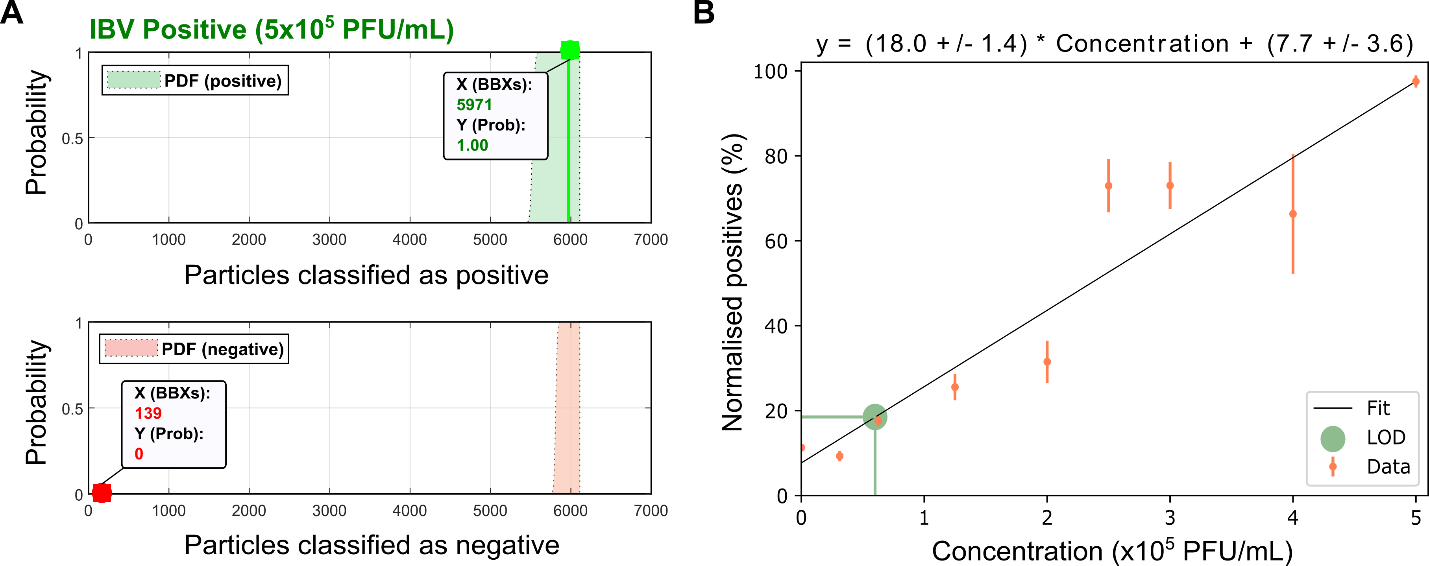 A
IBV Positive (5x10⁵ PFU/mL)
Probability
1
0.5
0
PDF (positive)
X (BBXs):
5971
Y (Prob):
1.00
0 1000 2000 3000 4000 5000 6000 7000
Particles classified as positive
Probability
1
0.5
0
PDF (negative)
X (BBXs):
139
Y (Prob):
0
0 1000 2000 3000 4000 5000 6000 7000
Particles classified as negative
B
y = (18.0 +/- 1.4) * Concentration + (7.7 +/- 3.6)
Normalised positives (%)
100
80
60
40
20
0
Fit
LOD
Data
0 1 2 3 4 5
Concentration (x10⁵ PFU/mL)